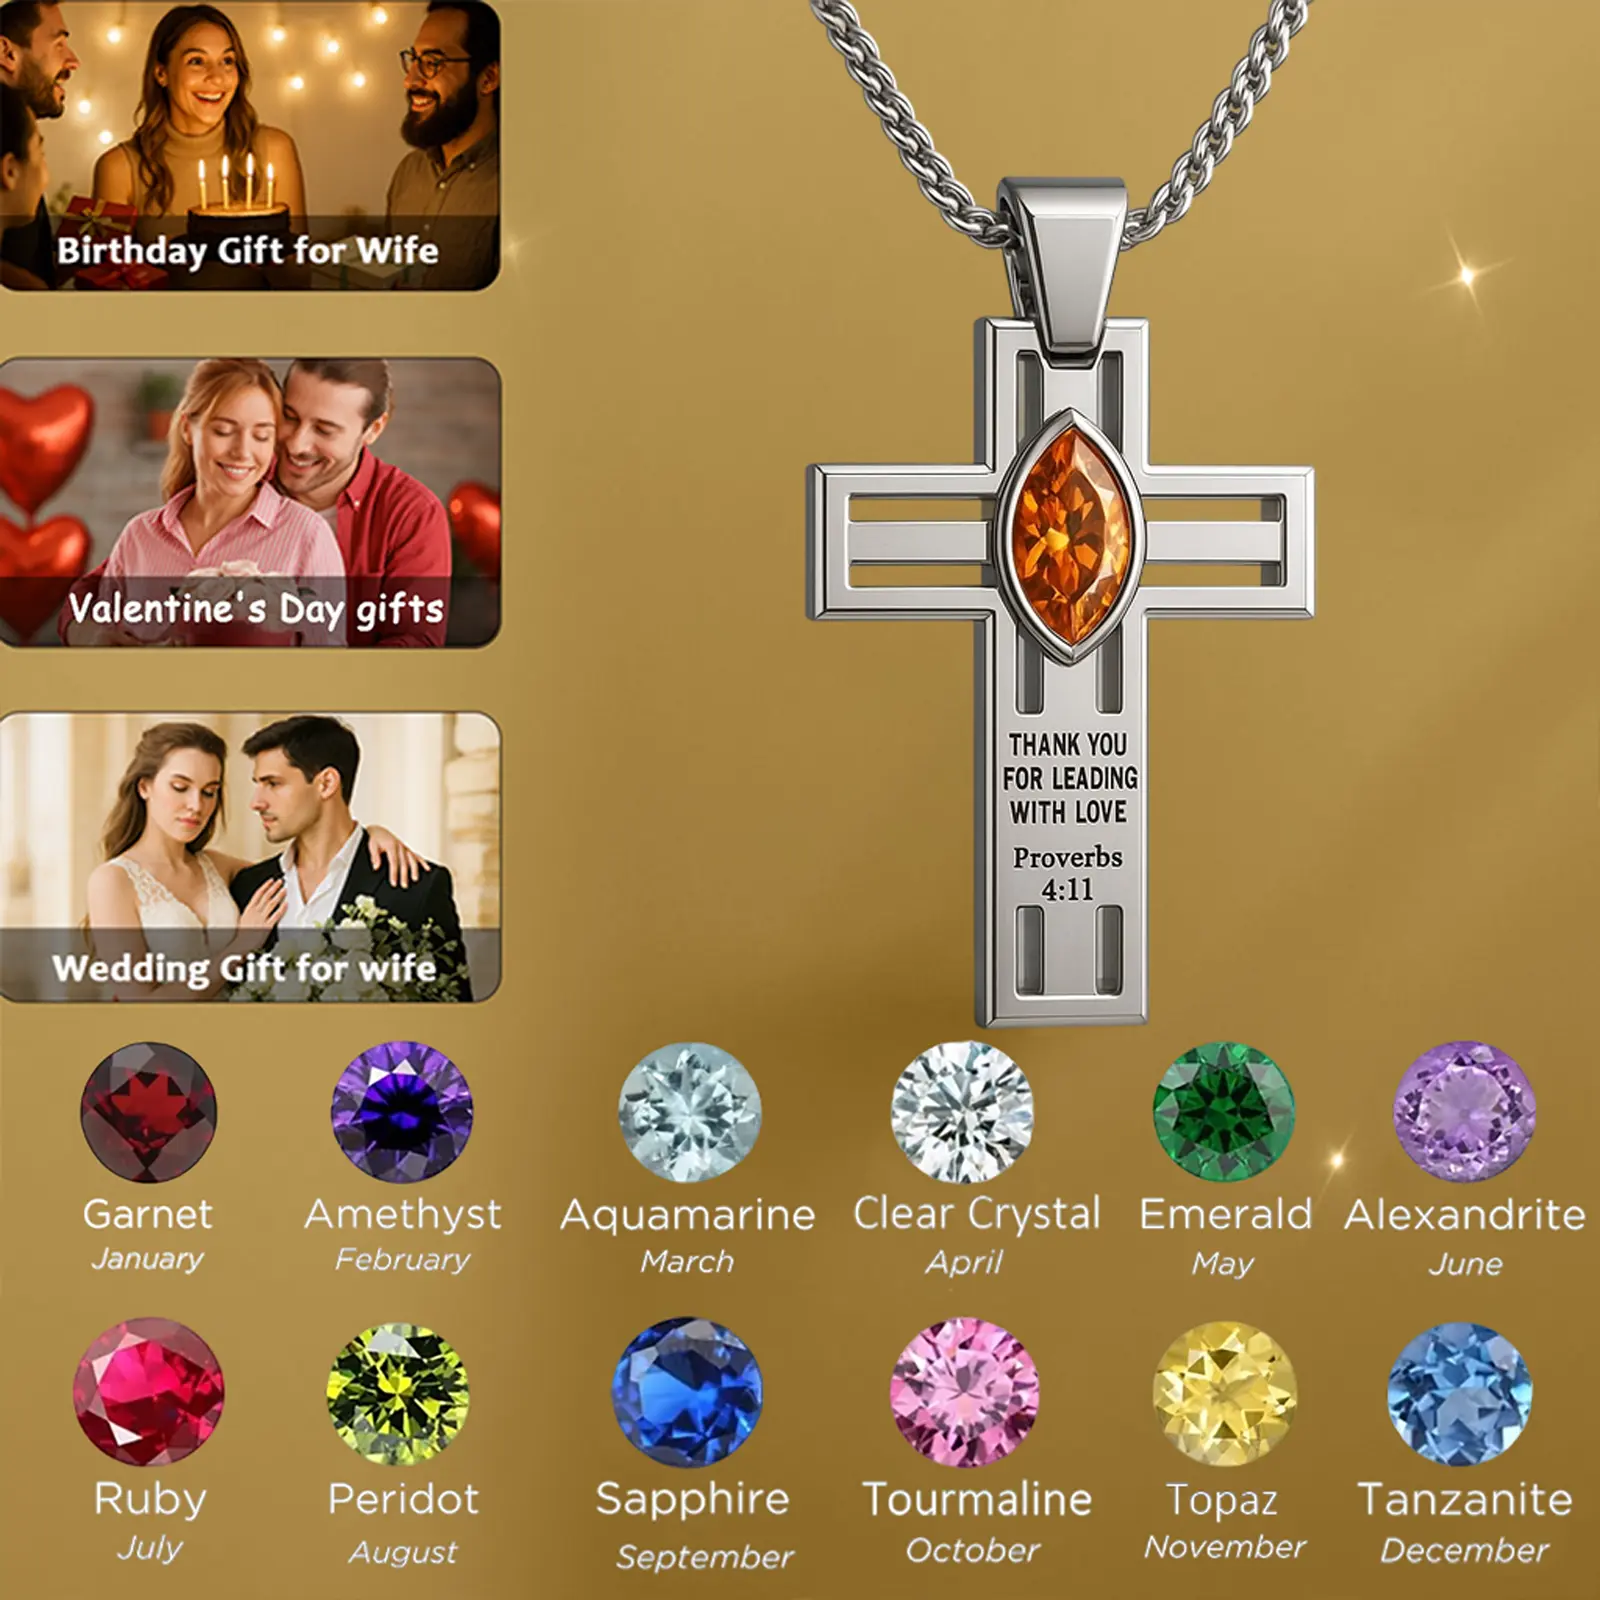 Birthday Gift for Wife
Valentine's Day gifts
Wedding Gift for wife
THANK YOU
FOR LEADING
WITH LOVE
Proverbs
4:11
Garnet
January
Amethyst
February
Aquamarine
March
Clear Crystal
April
Emerald
May
Alexandrite
June
Ruby
July
Peridot
August
Sapphire
September
Tourmaline
October
Topaz
November
Tanzanite
December